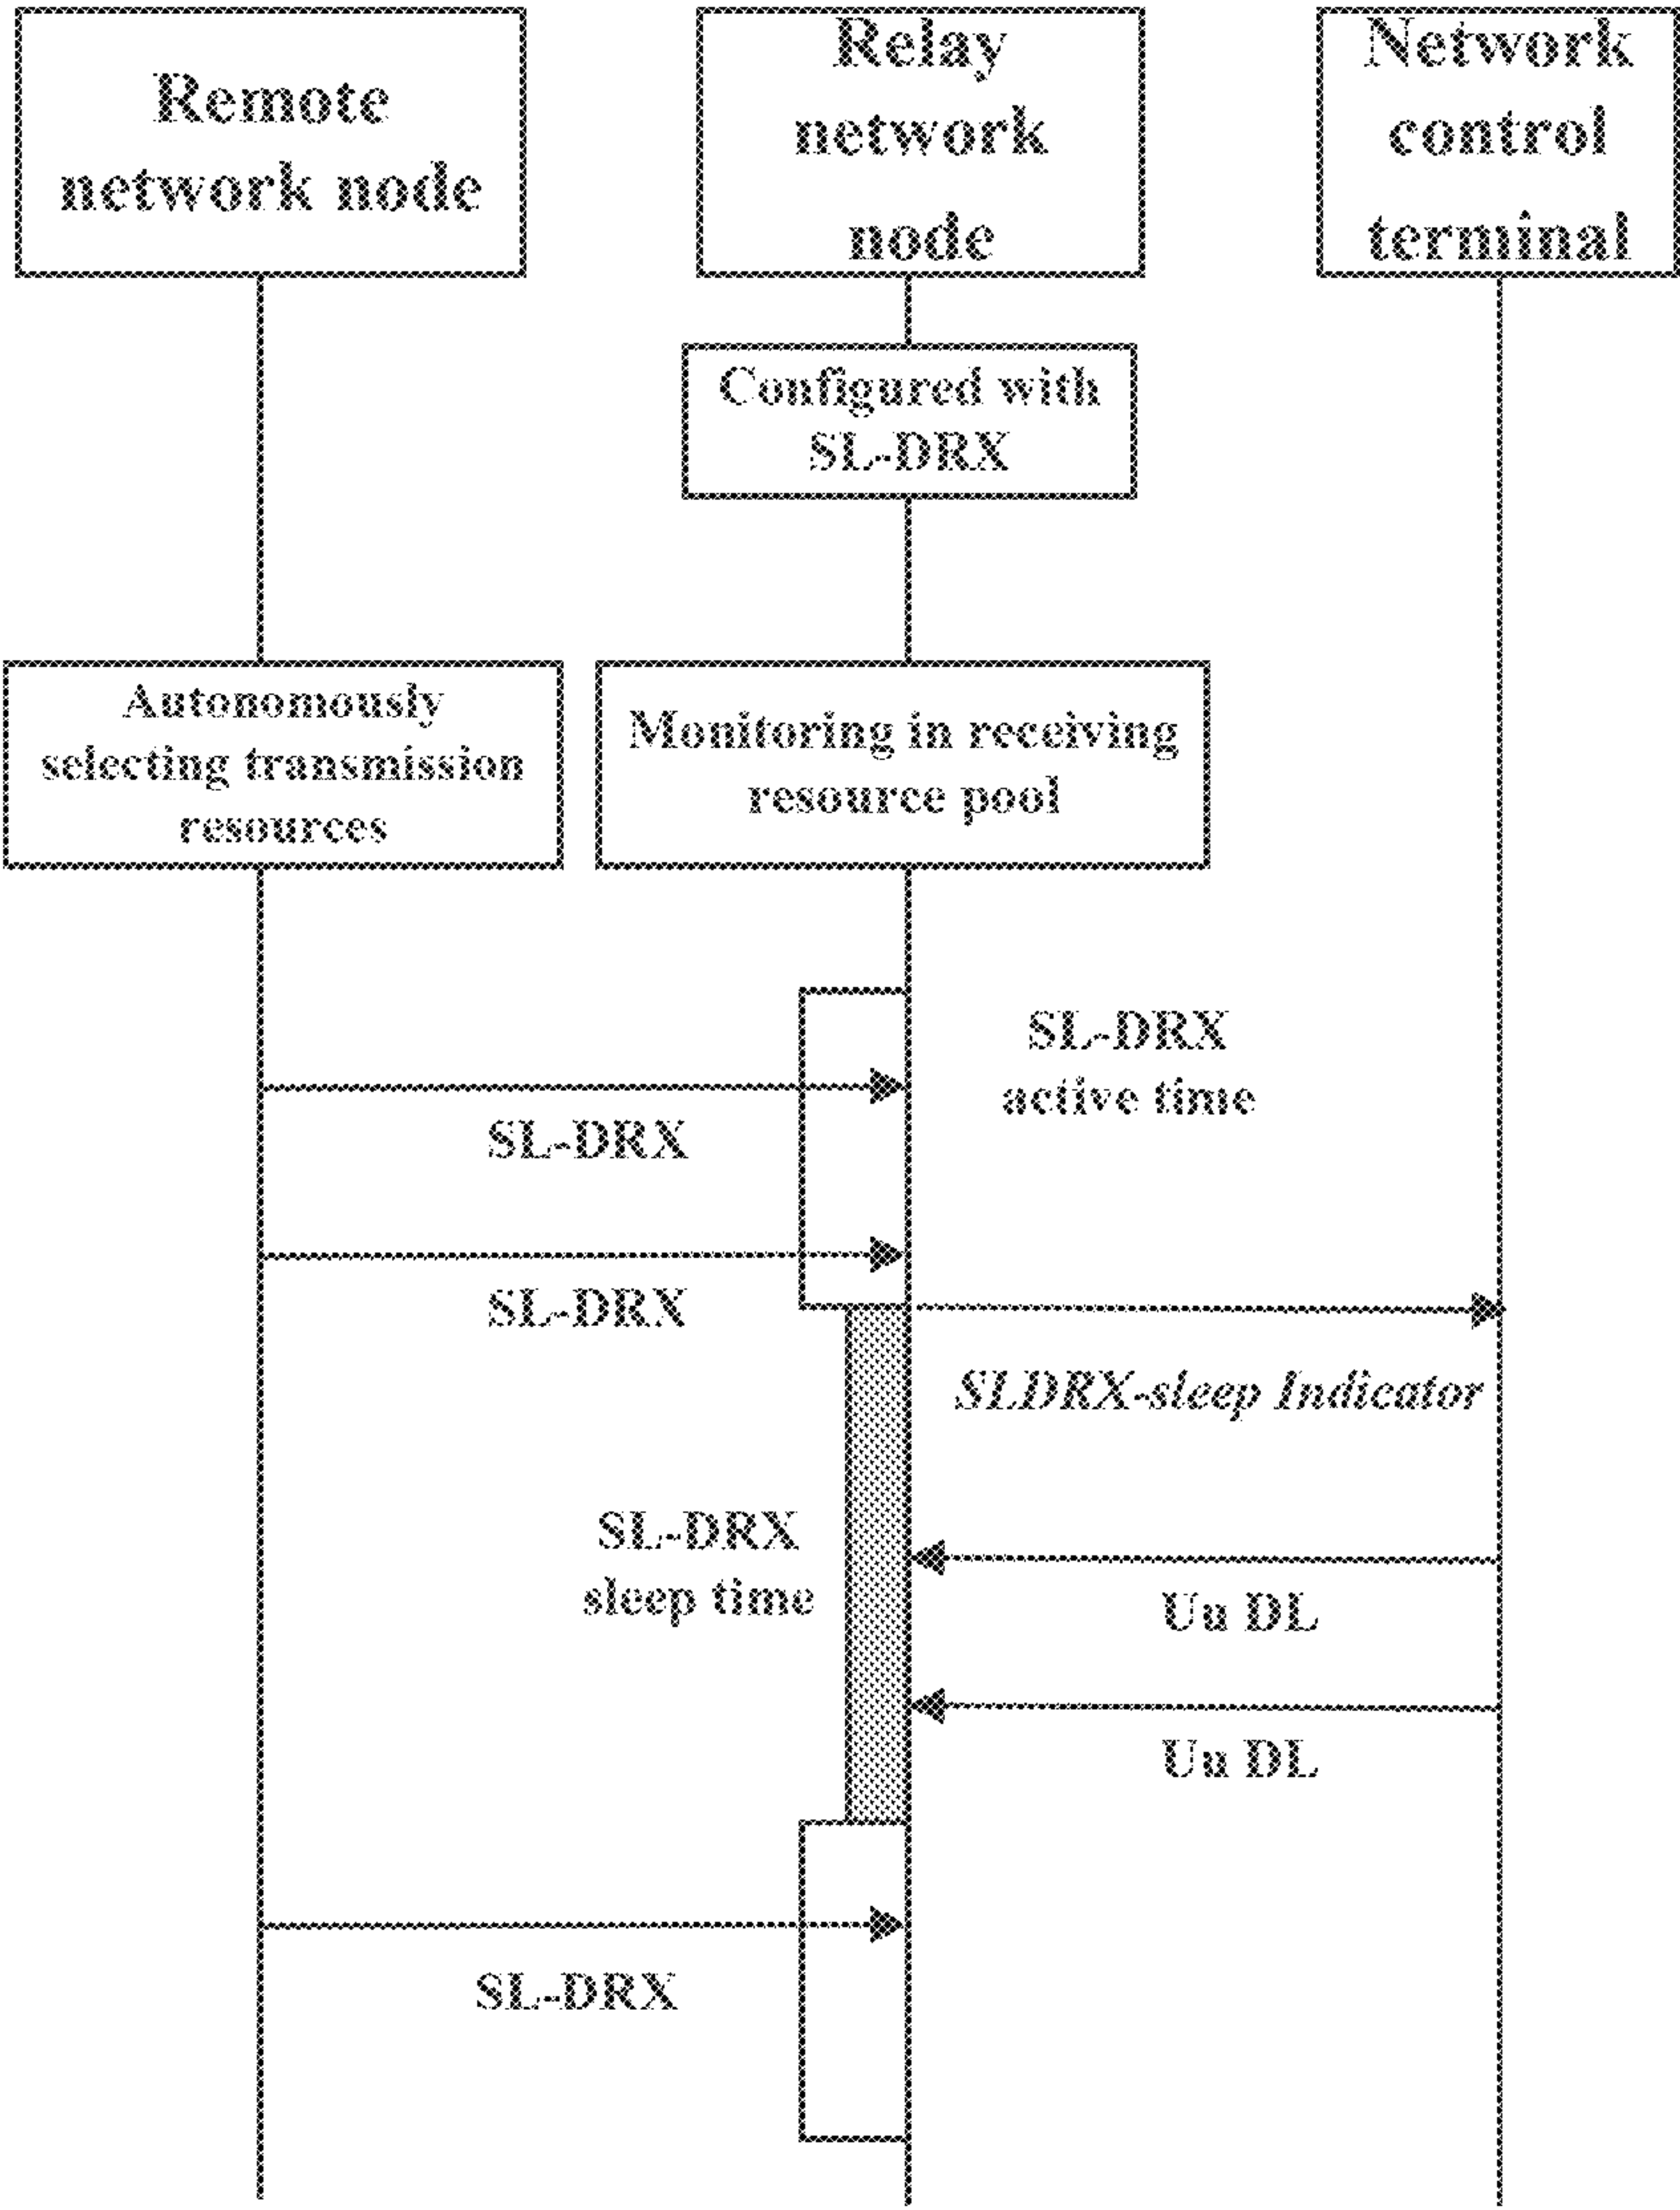 Remote
network node
Relay
network
node
Network
control
terminal
Configured with
SL-DRX
Autonomously
selecting transmission
resources
Monitoring in receiving
resource pool
SL-DRX
active time
SL-DRX
SL-DRX
SLDRX-sleep Indicator
SL-DRX
sleep time
Uu DL
Uu DL
SL-DRX